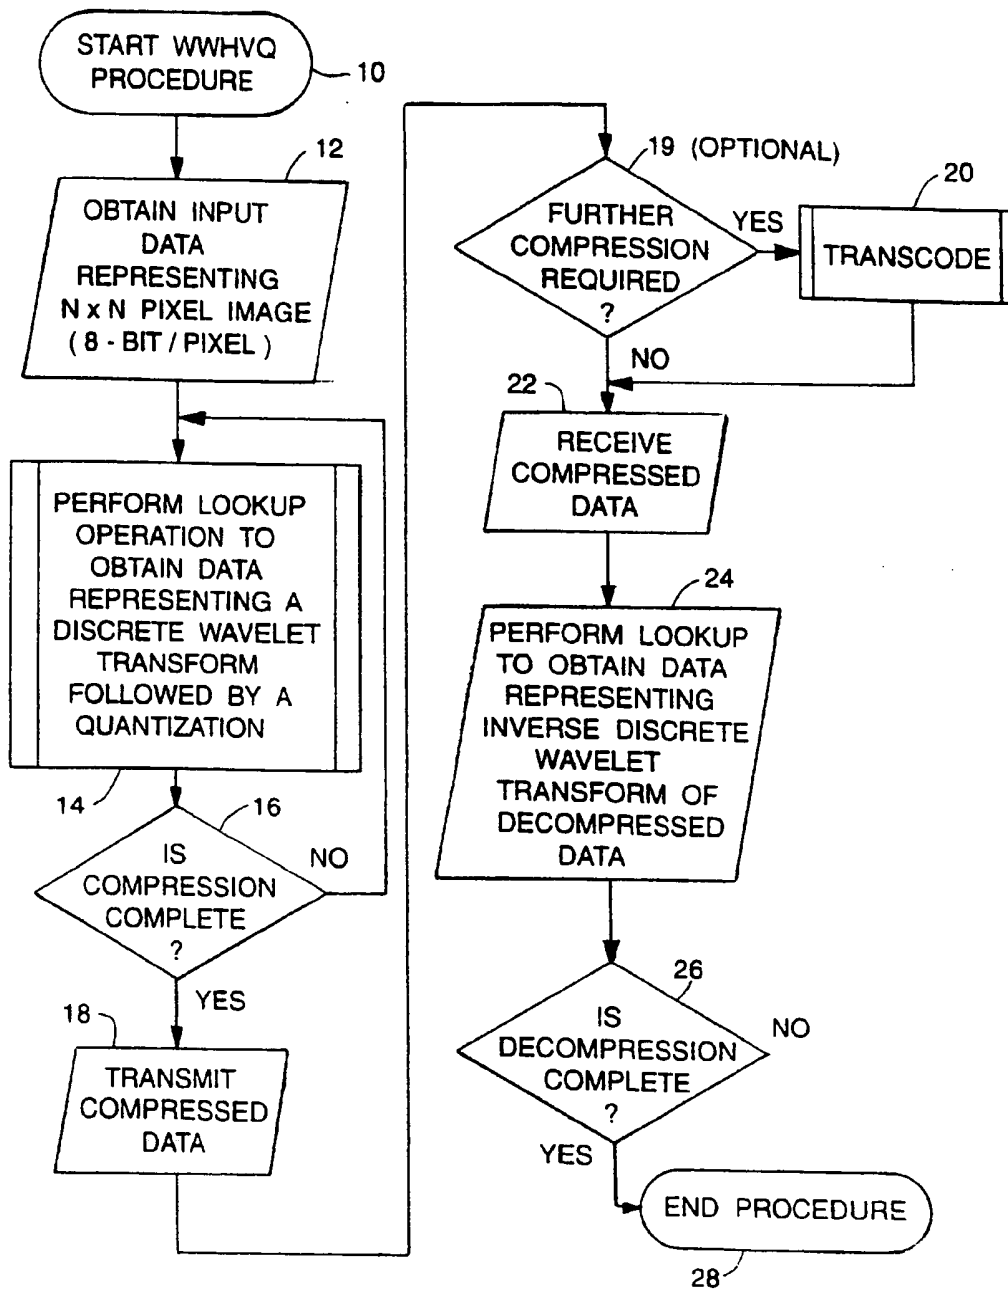 START WWHVQ
PROCEDURE
10
12
OBTAIN INPUT
DATA
REPRESENTING
N x N PIXEL IMAGE
( 8 - BIT / PIXEL )
PERFORM LOOKUP
OPERATION TO
OBTAIN DATA
REPRESENTING A
DISCRETE WAVELET
TRANSFORM
FOLLOWED BY A
QUANTIZATION
14
16
IS
COMPRESSION
COMPLETE
?
NO
YES
18
TRANSMIT
COMPRESSED
DATA
19 (OPTIONAL)
FURTHER
COMPRESSION
REQUIRED
?
YES
20
TRANSCODE
NO
22
RECEIVE
COMPRESSED
DATA
24
PERFORM LOOKUP
TO OBTAIN DATA
REPRESENTING
INVERSE DISCRETE
WAVELET
TRANSFORM OF
DECOMPRESSED
DATA
26
IS
DECOMPRESSION
COMPLETE
?
NO
YES
END PROCEDURE
28